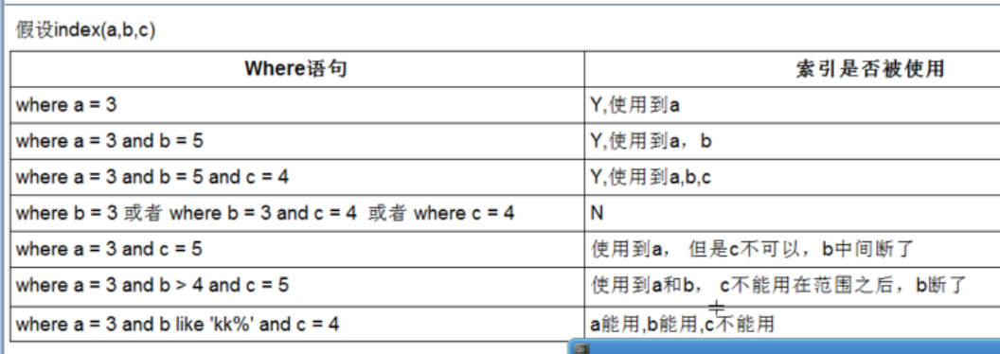 假设index(a,b,c)
Where语句 索引是否被使用
where a = 3 Y,使用到a
where a = 3 and b = 5 Y,使用到a，b
where a = 3 and b = 5 and c = 4 Y,使用到a,b,c
where b = 3 或者 where b = 3 and c = 4 或者 where c = 4 N
where a = 3 and c = 5 使用到a， 但是c不可以，b中间断了
where a = 3 and b > 4 and c = 5 使用到a和b， c不能用在范围之后，b断了
where a = 3 and b like 'kk%' and c = 4 a能用,b能用,c不能用